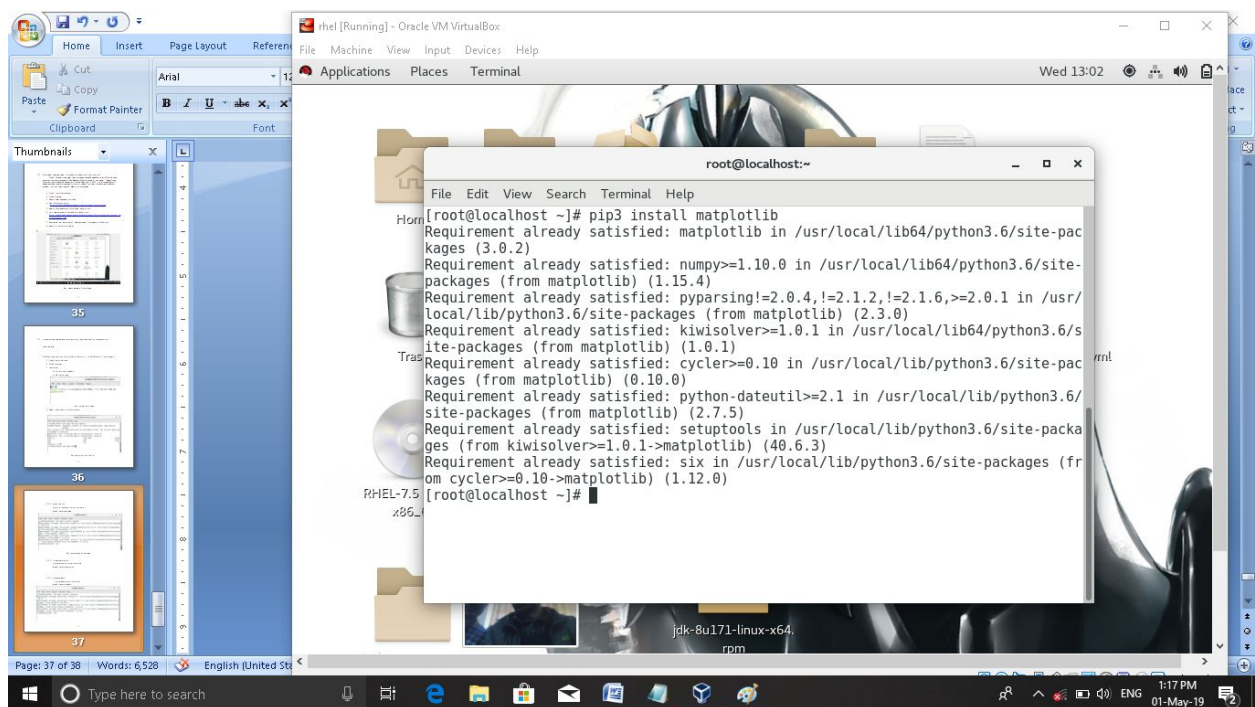 Home Insert Page Layout Referen
Cut
Copy
Format Painter
Paste
Clipboard
Arial
12
B I U abc X₂ X
Font
Thumbnails
35
36
37
Page: 37 of 38 Words: 6,528 English (United Sta
rhel [Running] - Oracle VM VirtualBox
File Machine View Input Devices Help
Applications Places Terminal Wed 13:02
Hom
Tras
RHEL-7.5
x86_6
jdk-8u171-linux-x64.
rpm
root@localhost:~
File Edit View Search Terminal Help
[root@localhost ~]# pip3 install matplotlib
Requirement already satisfied: matplotlib in /usr/local/lib64/python3.6/site-pac
kages (3.0.2)
Requirement already satisfied: numpy>=1.10.0 in /usr/local/lib64/python3.6/site-
packages (from matplotlib) (1.15.4)
Requirement already satisfied: pyparsing!=2.0.4,!=2.1.2,!=2.1.6,>=2.0.1 in /usr/
local/lib/python3.6/site-packages (from matplotlib) (2.3.0)
Requirement already satisfied: kiwisolver>=1.0.1 in /usr/local/lib64/python3.6/s
ite-packages (from matplotlib) (1.0.1)
Requirement already satisfied: cycler>=0.10 in /usr/local/lib/python3.6/site-pac
kages (from matplotlib) (0.10.0)
Requirement already satisfied: python-dateutil>=2.1 in /usr/local/lib/python3.6/
site-packages (from matplotlib) (2.7.5)
Requirement already satisfied: setuptools in /usr/local/lib/python3.6/site-packa
ges (from kiwisolver>=1.0.1->matplotlib) (40.6.3)
Requirement already satisfied: six in /usr/local/lib/python3.6/site-packages (fr
om cycler>=0.10->matplotlib) (1.12.0)
[root@localhost ~]#
Type here to search
ENG
1:17 PM
01-May-19
2